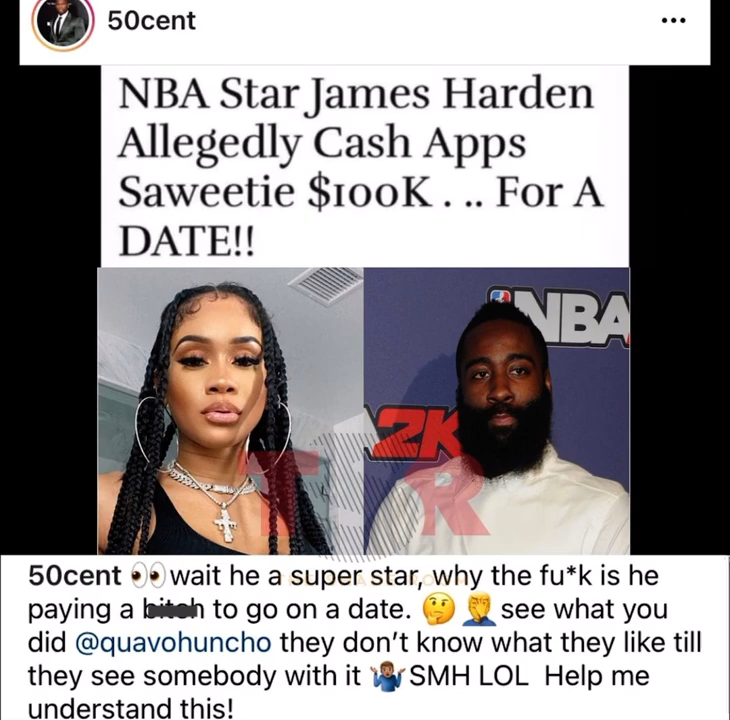 50cent
NBA Star James Harden
Allegedly Cash Apps
Saweetie $100K . .. For A
DATE!!
NBA
2K
TR
50cent 👀wait he a super star, why the fu*k is he
paying a bitch to go on a date. 🤔 🤦‍♂️ see what you
did @quavohuncho they don’t know what they like till
they see somebody with it 🤷🏽‍♂️ SMH LOL  Help me
understand this!